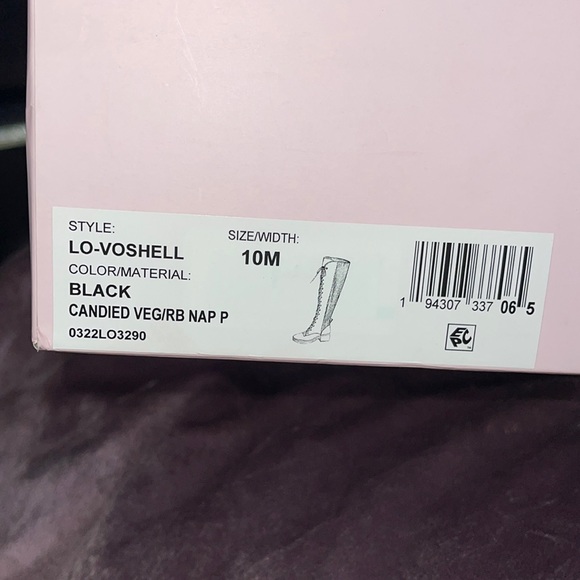 STYLE:
LO-VOSHELL
SIZE/WIDTH:
10M
COLOR/MATERIAL:
BLACK
CANDIED VEG/RB NAP P
0322LO3290
1 94307 337 06 5
EPC